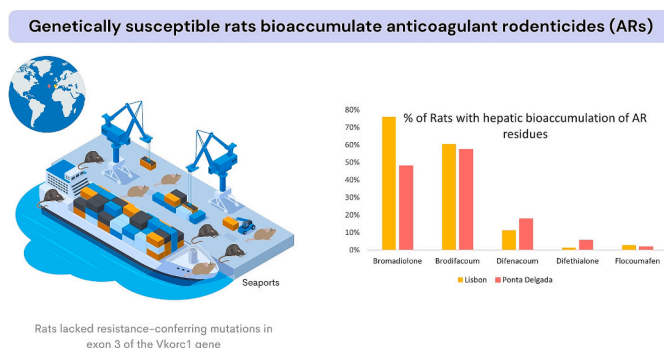 Genetically susceptible rats bioaccumulate anticoagulant rodenticides (ARs)
Seaports
Rats lacked resistance-conferring mutations in
exon 3 of the Vkorc1 gene
% of Rats with hepatic bioaccumulation of AR
residues
80%
70%
60%
50%
40%
30%
20%
10%
0%
Bromadiolone Brodifacoum Difenacoum Difethialone Flocoumafen
Lisbon Ponta Delgada